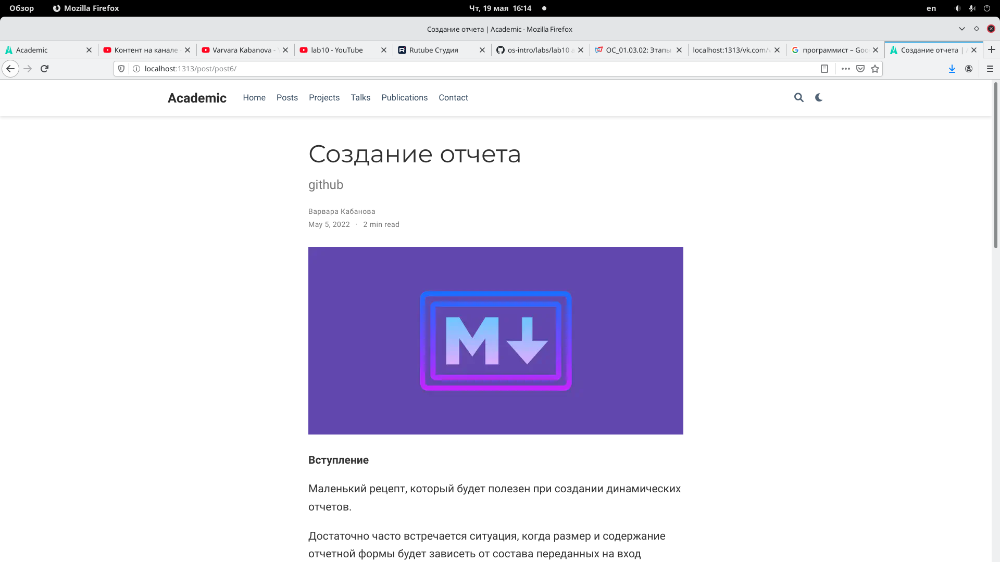 Обзор Mozilla Firefox Чт, 19 мая 16:14 en
Создание отчета | Academic - Mozilla Firefox
Academic Контент на канале Varvara Kabanova - lab10 - YouTube Rutube Студия os-intro/labs/lab10 ОС_01.03.02: Этапы localhost:1313/vk.com/ программист – Goo Создание отчета |
localhost:1313/post/post6/
Academic Home Posts Projects Talks Publications Contact
Создание отчета
github
Варвара Кабанова
May 5, 2022 · 2 min read
M
Вступление
Маленький рецепт, который будет полезен при создании динамических
отчетов.
Достаточно часто встречается ситуация, когда размер и содержание
отчетной формы будет зависеть от состава переданных на вход